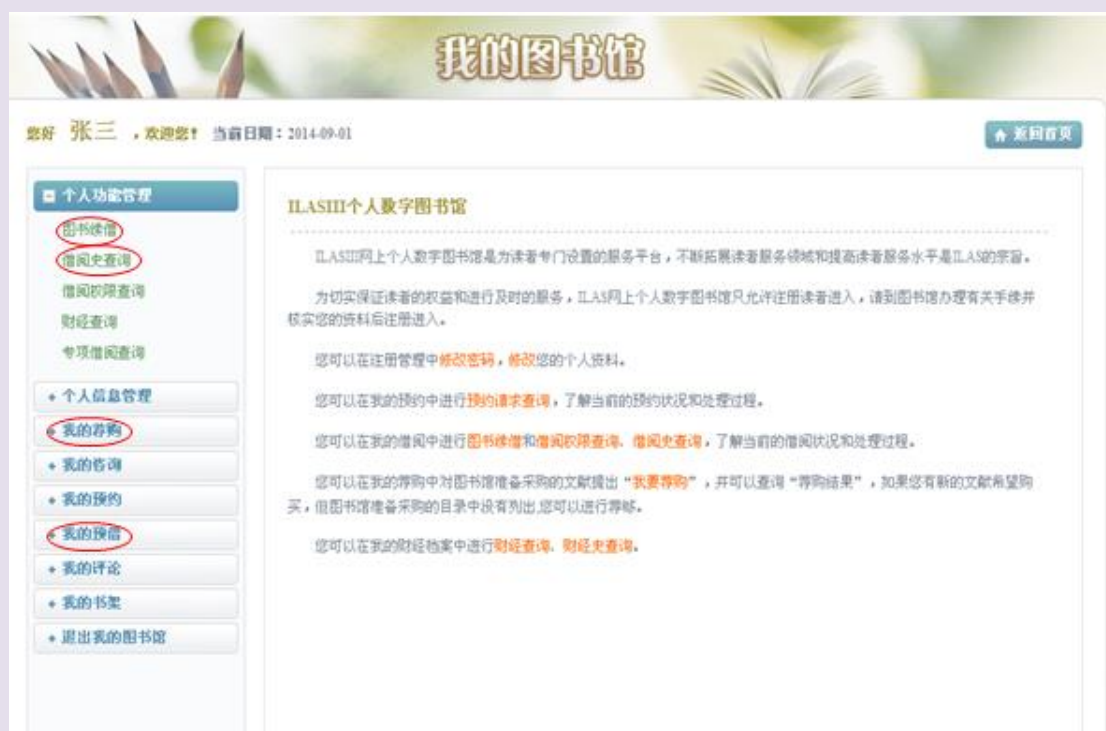 我的图书馆
您好 张三 ，欢迎您！ 当前日期：2014-09-01
返回首页
个人功能管理
图书续借
借阅史查询
借阅权限查询
财经查询
专项借阅查询
个人信息管理
我的荐购
我的咨询
我的预约
我的预借
我的评论
我的书架
退出我的图书馆
ILASIII个人数字图书馆
ILASIII网上个人数字图书馆是为读者专门设置的服务平台，不断拓展读者服务领域和提高读者服务水平是ILAS的宗旨。
为切实保证读者的权益和进行及时的服务，ILAS网上个人数字图书馆只允许注册读者进入，请到图书馆办理有关手续并
核实您的资料后注册进入。
您可以在注册管理中修改密码，修改您的个人资料。
您可以在我的预约中进行预约请求查询，了解当前的预约状况和处理过程。
您可以在我的借阅中进行图书续借和借阅权限查询、借阅史查询，了解当前的借阅状况和处理过程。
您可以在我的荐购中对图书馆准备采购的文献提出“我要荐购”，并可以查询“荐购结果”，如果您有新的文献希望购
买，但图书馆准备采购的目录中没有列出,您可以进行荐够。
您可以在我的财经档案中进行财经查询、财经史查询。